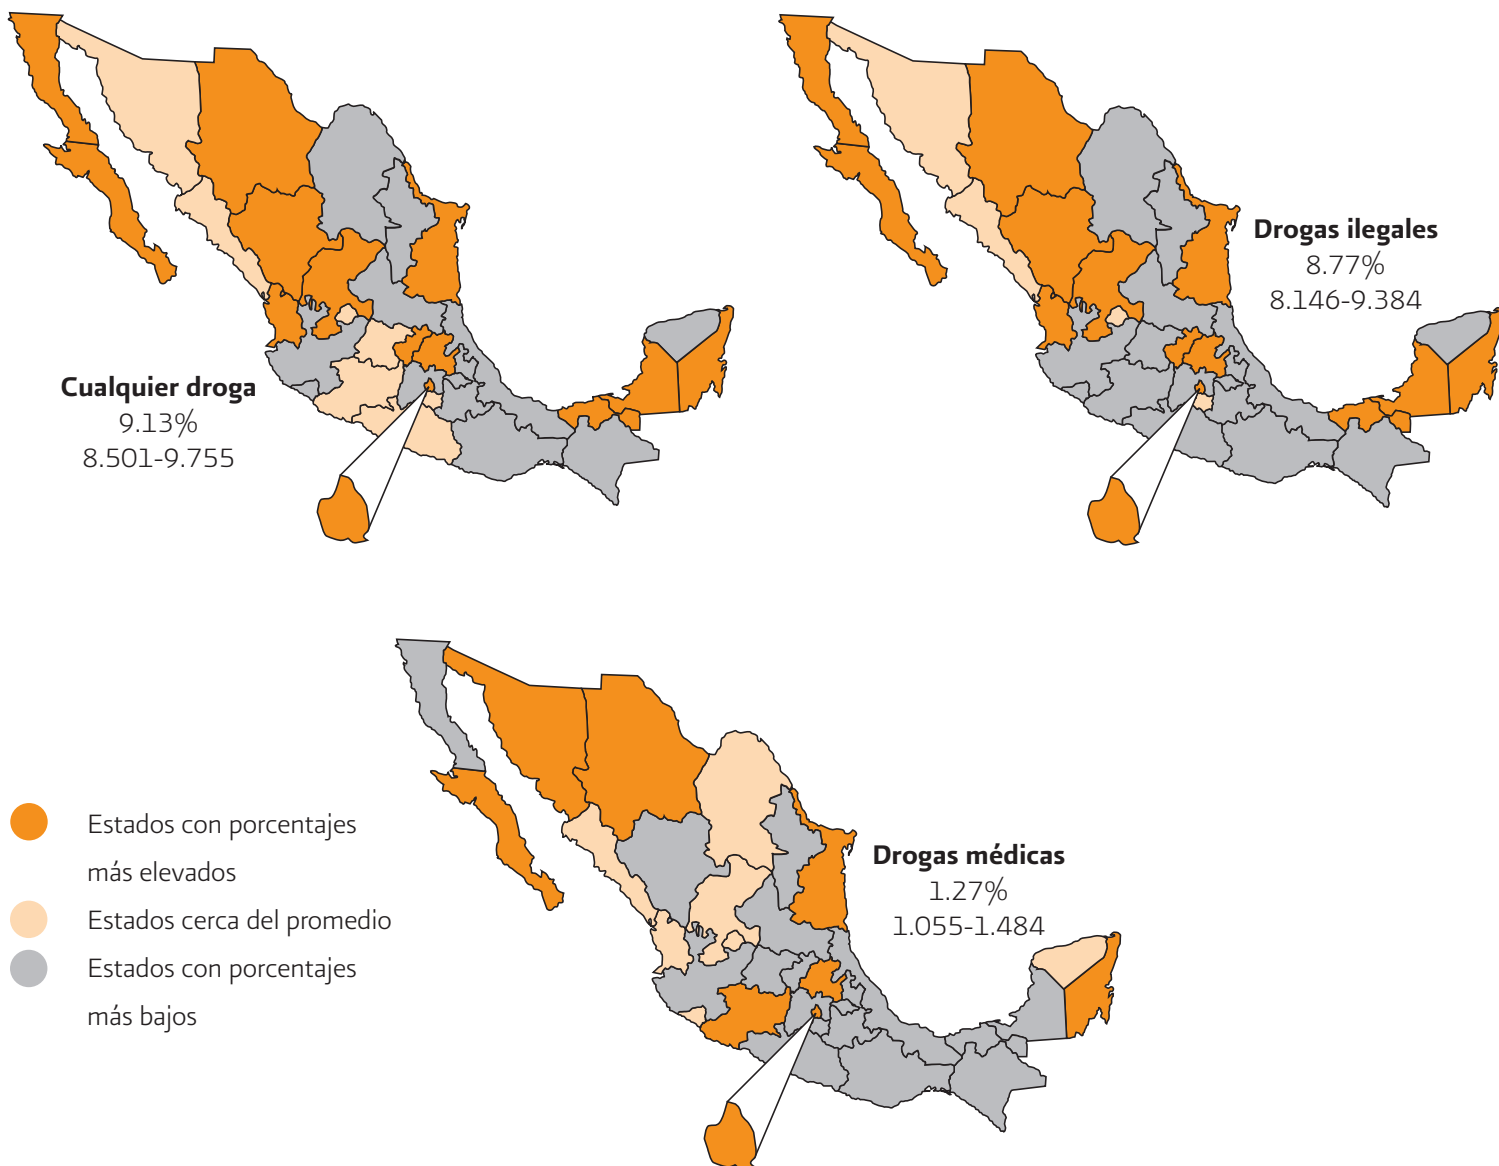 Drogas ilegales
8.77%
8.146-9.384
Cualquier droga
9.13%
8.501-9.755
Drogas médicas
1.27%
1.055-1.484
Estados con porcentajes
más elevados
Estados cerca del promedio
Estados con porcentajes
más bajos